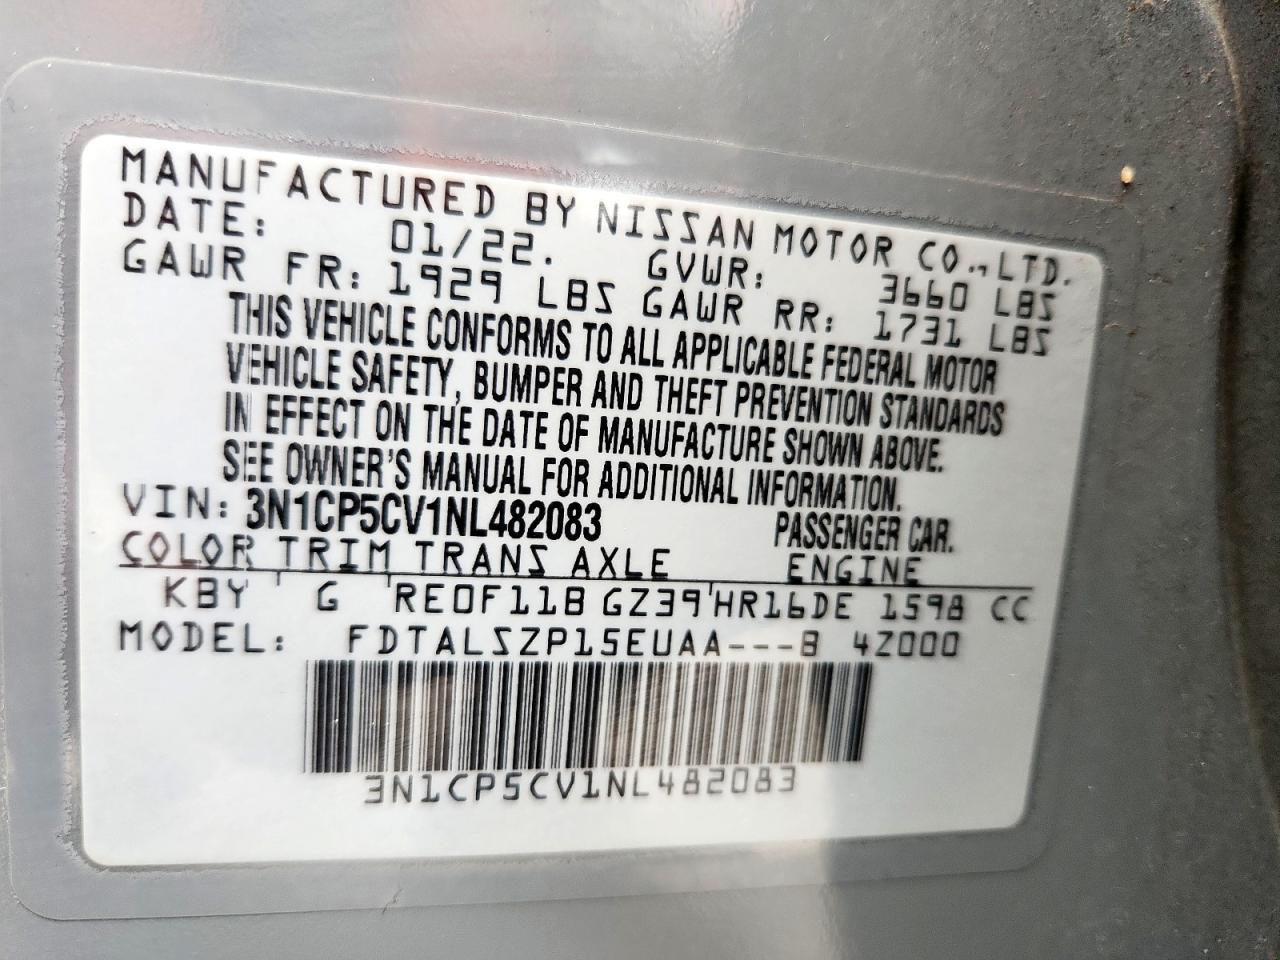 MANUFACTURED BY NISSAN MOTOR CO., LTD.
DATE: 01/22. GVWR: 3660 LBS
GAWR FR: 1929 LBS GAWR RR: 1731 LBS
THIS VEHICLE CONFORMS TO ALL APPLICABLE FEDERAL MOTOR
VEHICLE SAFETY, BUMPER AND THEFT PREVENTION STANDARDS
IN EFFECT ON THE DATE OF MANUFACTURE SHOWN ABOVE.
SEE OWNER'S MANUAL FOR ADDITIONAL INFORMATION.
VIN: 3N1CP5CV1NL482083 PASSENGER CAR.
COLOR TRIM TRANS AXLE ENGINE
KBY G RE0F11B GZ39 HR16DE 1598 CC
MODEL: FDTALSZP15EUAA---B 4Z000
3N1CP5CV1NL482083